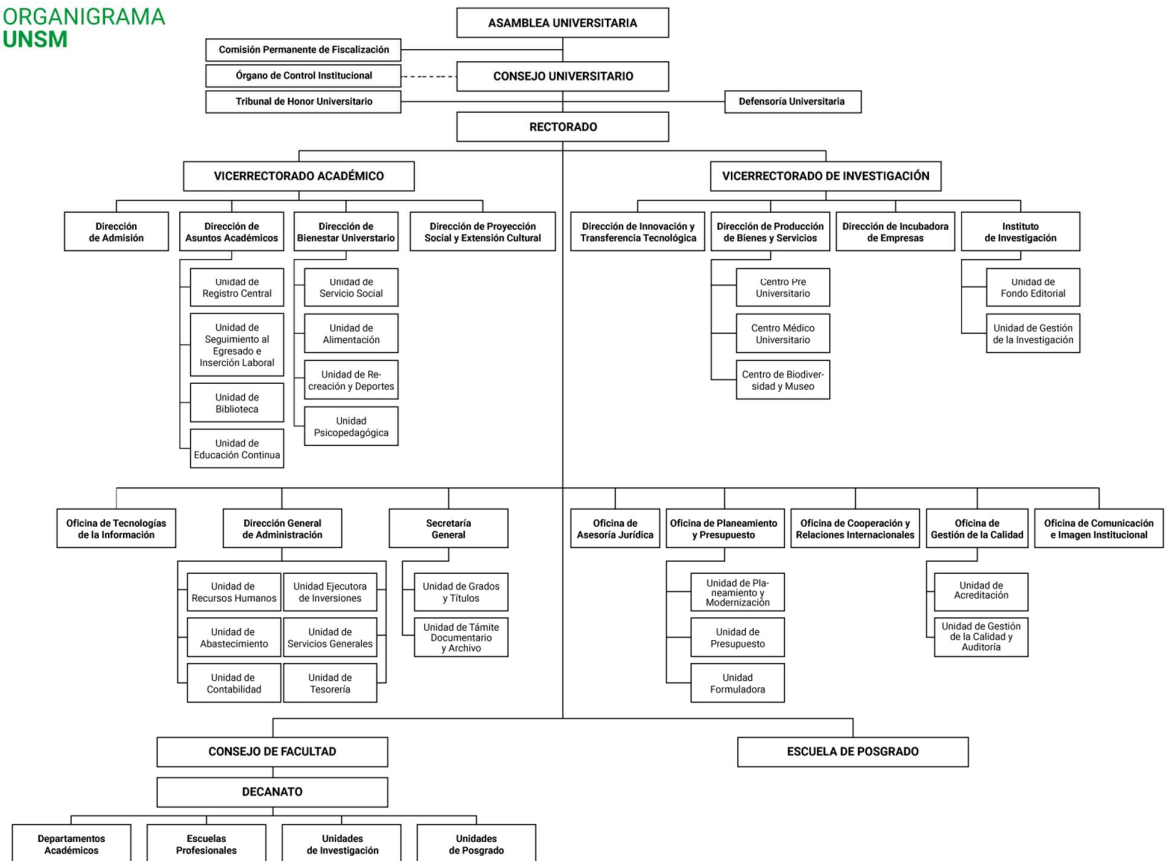 ORGANIGRAMA
UNSM
ASAMBLEA UNIVERSITARIA
Comisión Permanente de Fiscalización
Órgano de Control Institucional
CONSEJO UNIVERSITARIO
Tribunal de Honor Universitario
Defensoría Universitaria
RECTORADO
VICERRECTORADO ACADÉMICO
VICERRECTORADO DE INVESTIGACIÓN
Dirección
de Admisión
Dirección de
Asuntos Académicos
Dirección de
Bienestar Universitario
Dirección de Proyección
Social y Extensión Cultural
Dirección de Innovación y
Transferencia Tecnológica
Dirección de Producción
de Bienes y Servicios
Dirección de Incubadora
de Empresas
Instituto
de Investigación
Unidad de
Registro Central
Unidad de
Seguimiento al
Egresado e
Inserción Laboral
Unidad de
Biblioteca
Unidad de
Educación Continua
Unidad de
Servicio Social
Unidad de
Alimentación
Unidad de Re-
creación y Deportes
Unidad
Psicopedagógica
Centro Pre
Universitario
Centro Médico
Universitario
Centro de Biodiver-
sidad y Museo
Unidad de
Fondo Editorial
Unidad de Gestión
de la Investigación
Oficina de Tecnologías
de la Información
Dirección General
de Administración
Secretaría
General
Oficina de
Asesoría Jurídica
Oficina de Planeamiento
y Presupuesto
Oficina de Cooperación y
Relaciones Internacionales
Oficina de
Gestión de la Calidad
Oficina de Comunicación
e Imagen Institucional
Unidad de
Recursos Humanos
Unidad de
Abastecimiento
Unidad de
Contabilidad
Unidad Ejecutora
de Inversiones
Unidad de
Servicios Generales
Unidad de
Tesorería
Unidad de Grados
y Títulos
Unidad de Támite
Documentario
y Archivo
Unidad de Pla-
neamiento y
Modernización
Unidad de
Presupuesto
Unidad
Formuladora
Unidad de
Acreditación
Unidad de Gestión
de la Calidad y
Auditoría
CONSEJO DE FACULTAD
ESCUELA DE POSGRADO
DECANATO
Departamentos
Académicos
Escuelas
Profesionales
Unidades
de Investigación
Unidades
de Posgrado